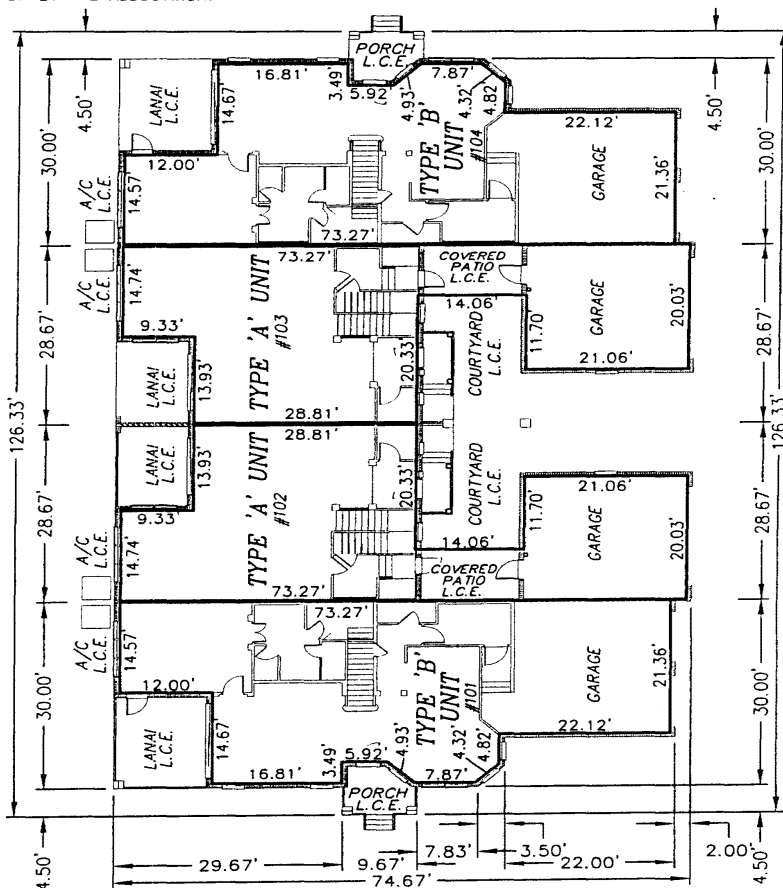 PORCH
L.C.E.
4.50'
4.50'
16.81'
3.49'
5.92'
4.93'
7.87'
4.32'
4.82'
LANAI
L.C.E.
14.67'
30.00'
TYPE 'B'
UNIT
#104
22.12'
GARAGE
21.36'
30.00'
12.00'
A/C
L.C.E.
14.57'
73.27'
73.27'
COVERED
PATIO
L.C.E.
A/C
L.C.E.
14.74'
TYPE 'A' UNIT
#103
14.06'
GARAGE
20.03'
28.67'
9.33'
20.33'
COURTYARD
L.C.E.
11.70'
21.06'
28.67'
LANAI
L.C.E.
13.93'
28.81'
126.33'
126.33'
28.81'
LANAI
L.C.E.
13.93'
TYPE 'A' UNIT
#102
20.33'
COURTYARD
L.C.E.
21.06'
11.70'
28.67'
9.33'
GARAGE
20.03'
28.67'
14.74'
14.06'
A/C
L.C.E.
COVERED
PATIO
L.C.E.
73.27'
73.27'
A/C
L.C.E.
14.57'
12.00'
30.00'
TYPE 'B'
UNIT
#101
GARAGE
21.36'
30.00'
LANAI
L.C.E.
14.67'
22.12'
16.81'
3.49'
5.92'
4.93'
7.87'
4.32'
4.82'
PORCH
L.C.E.
4.50'
29.67'
9.67'
7.83'
3.50'
22.00'
2.00'
4.50'
74.67'